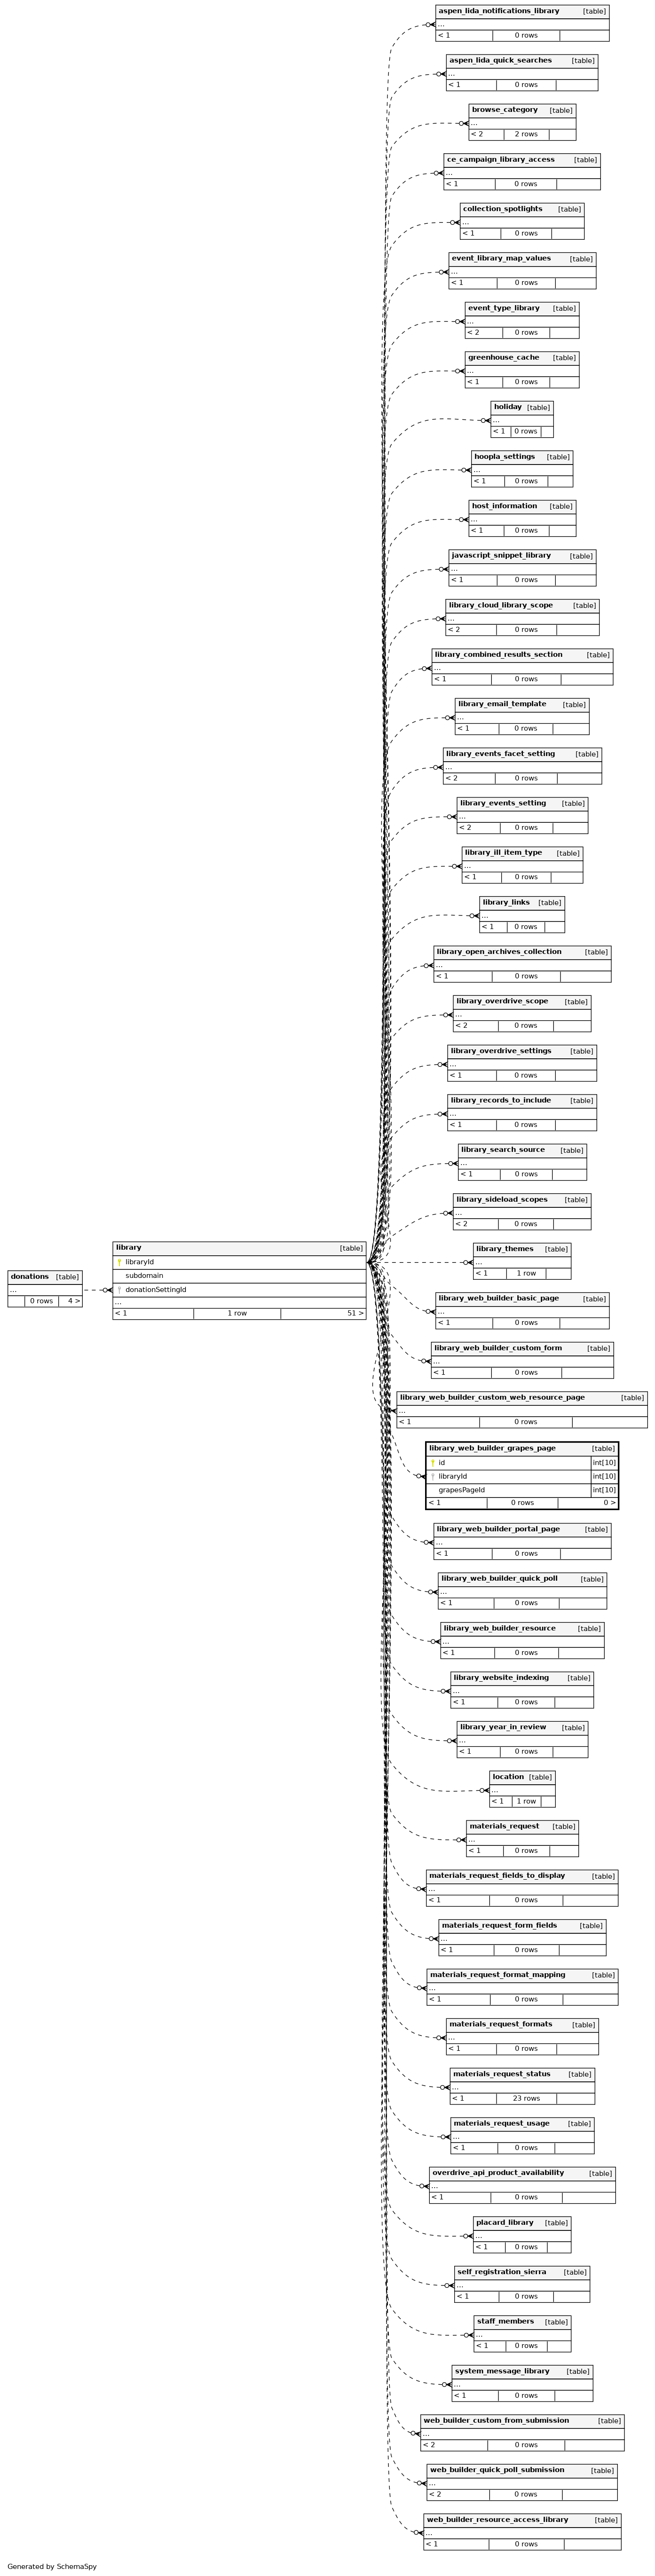 aspen_lida_notifications_library [table]
...
< 1 0 rows
aspen_lida_quick_searches [table]
...
< 1 0 rows
browse_category [table]
...
< 2 2 rows
ce_campaign_library_access [table]
...
< 1 0 rows
collection_spotlights [table]
...
< 1 0 rows
event_library_map_values [table]
...
< 1 0 rows
event_type_library [table]
...
< 2 0 rows
greenhouse_cache [table]
...
< 1 0 rows
holiday [table]
...
< 1 0 rows
hoopla_settings [table]
...
< 1 0 rows
host_information [table]
...
< 1 0 rows
javascript_snippet_library [table]
...
< 1 0 rows
library_cloud_library_scope [table]
...
< 2 0 rows
library_combined_results_section [table]
...
< 1 0 rows
library_email_template [table]
...
< 1 0 rows
library_events_facet_setting [table]
...
< 2 0 rows
library_events_setting [table]
...
< 2 0 rows
library_ill_item_type [table]
...
< 1 0 rows
library_links [table]
...
< 1 0 rows
library_open_archives_collection [table]
...
< 1 0 rows
library_overdrive_scope [table]
...
< 2 0 rows
library_overdrive_settings [table]
...
< 1 0 rows
library_records_to_include [table]
...
< 1 0 rows
library_search_source [table]
...
< 1 0 rows
library_sideload_scopes [table]
...
< 2 0 rows
donations [table]
...
0 rows 4 >
library [table]
libraryId
subdomain
donationSettingId
...
< 1 1 row 51 >
library_themes [table]
...
< 1 1 row
library_web_builder_basic_page [table]
...
< 1 0 rows
library_web_builder_custom_form [table]
...
< 1 0 rows
library_web_builder_custom_web_resource_page [table]
...
< 1 0 rows
library_web_builder_grapes_page [table]
id int[10]
libraryId int[10]
grapesPageId int[10]
< 1 0 rows 0 >
library_web_builder_portal_page [table]
...
< 1 0 rows
library_web_builder_quick_poll [table]
...
< 1 0 rows
library_web_builder_resource [table]
...
< 1 0 rows
library_website_indexing [table]
...
< 1 0 rows
library_year_in_review [table]
...
< 1 0 rows
location [table]
...
< 1 1 row
materials_request [table]
...
< 1 0 rows
materials_request_fields_to_display [table]
...
< 1 0 rows
materials_request_form_fields [table]
...
< 1 0 rows
materials_request_format_mapping [table]
...
< 1 0 rows
materials_request_formats [table]
...
< 1 0 rows
materials_request_status [table]
...
< 1 23 rows
materials_request_usage [table]
...
< 1 0 rows
overdrive_api_product_availability [table]
...
< 1 0 rows
placard_library [table]
...
< 1 0 rows
self_registration_sierra [table]
...
< 1 0 rows
staff_members [table]
...
< 1 0 rows
system_message_library [table]
...
< 1 0 rows
web_builder_custom_from_submission [table]
...
< 2 0 rows
web_builder_quick_poll_submission [table]
...
< 2 0 rows
web_builder_resource_access_library [table]
...
< 1 0 rows
Generated by SchemaSpy